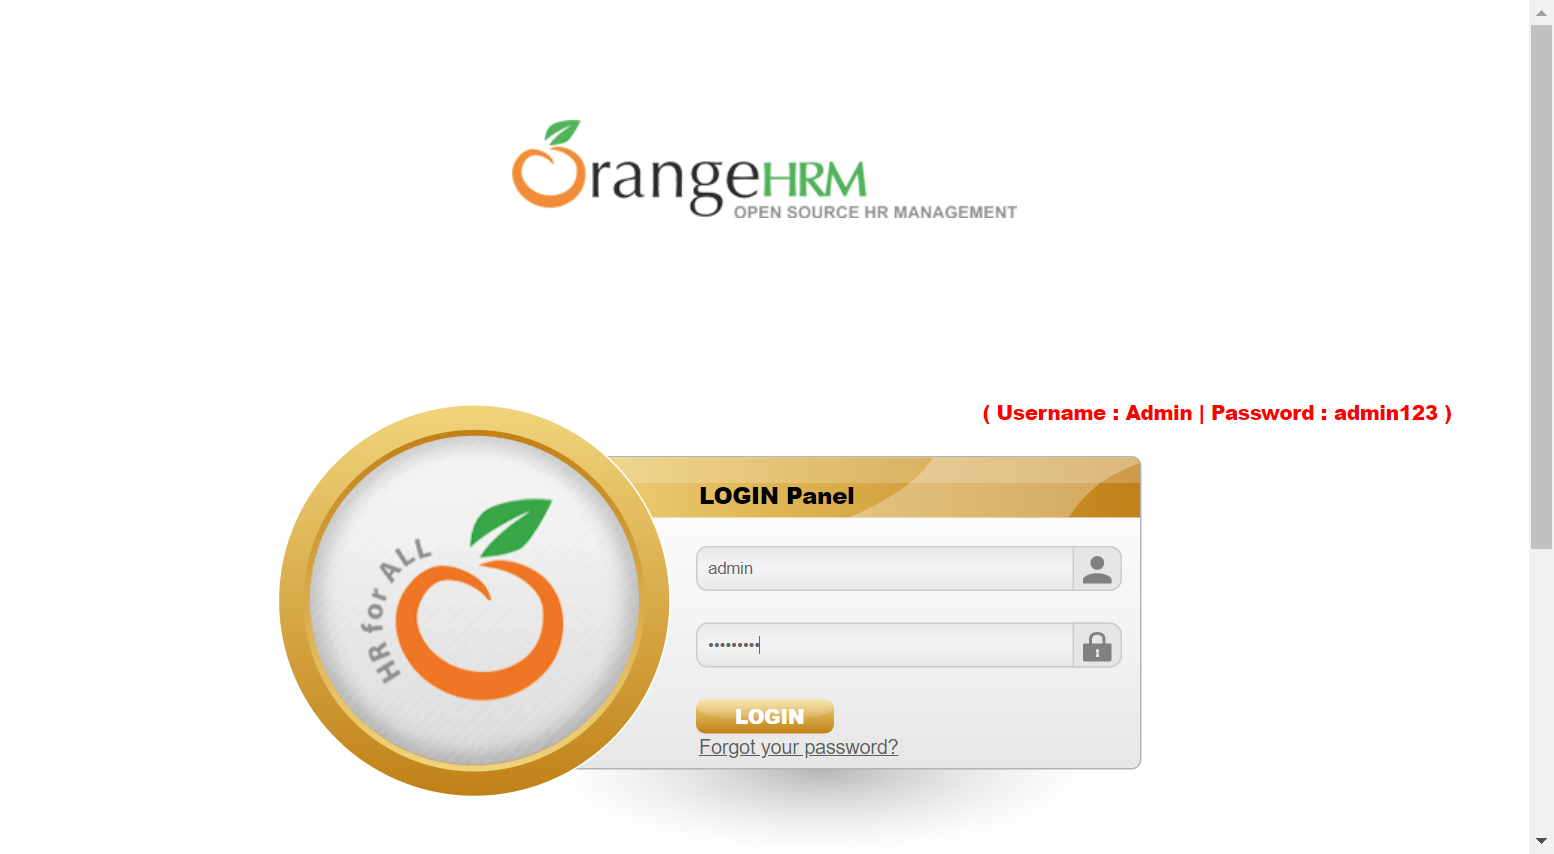 OrangeHRM
OPEN SOURCE HR MANAGEMENT
( Username : Admin | Password : admin123 )
HR for ALL
LOGIN Panel
admin
•••••••••
LOGIN
Forgot your password?